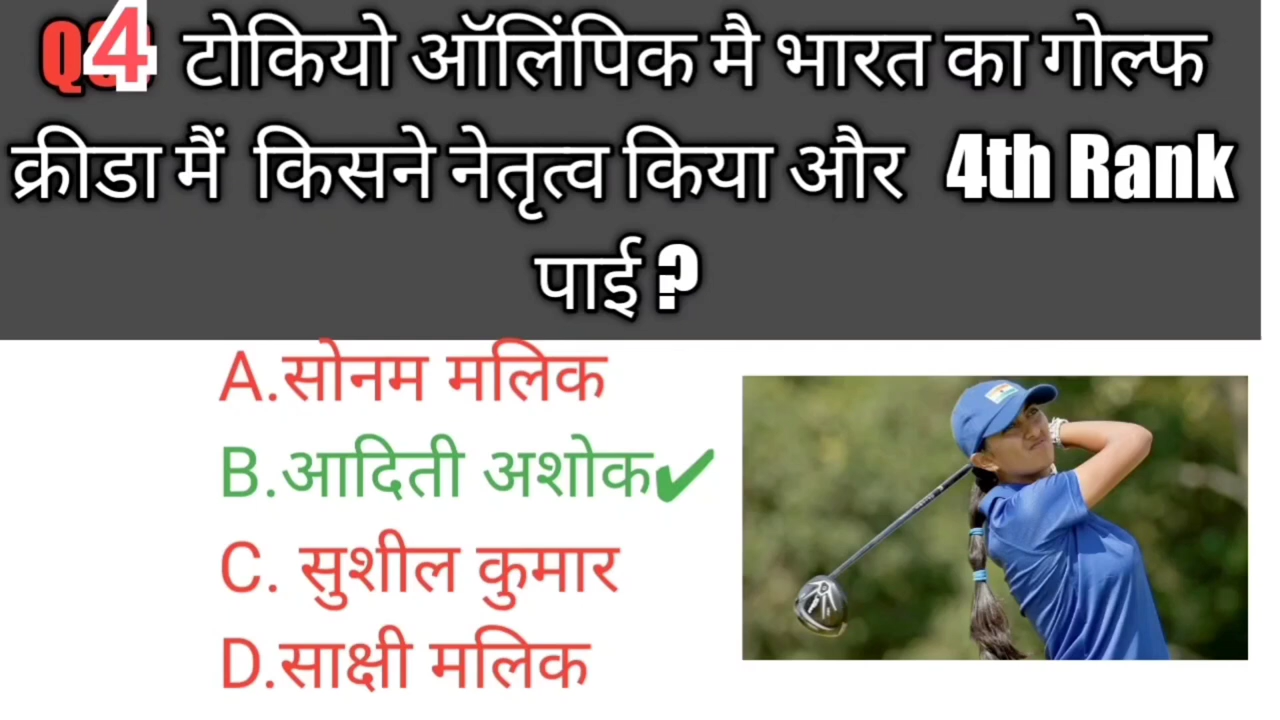 Q4 टोकियो ऑलिंपिक मै भारत का गोल्फ
क्रीडा मैं किसने नेतृत्व किया और 4th Rank
पाई ?
A.सोनम मलिक
B.आदिती अशोक✔
C. सुशील कुमार
D.साक्षी मलिक